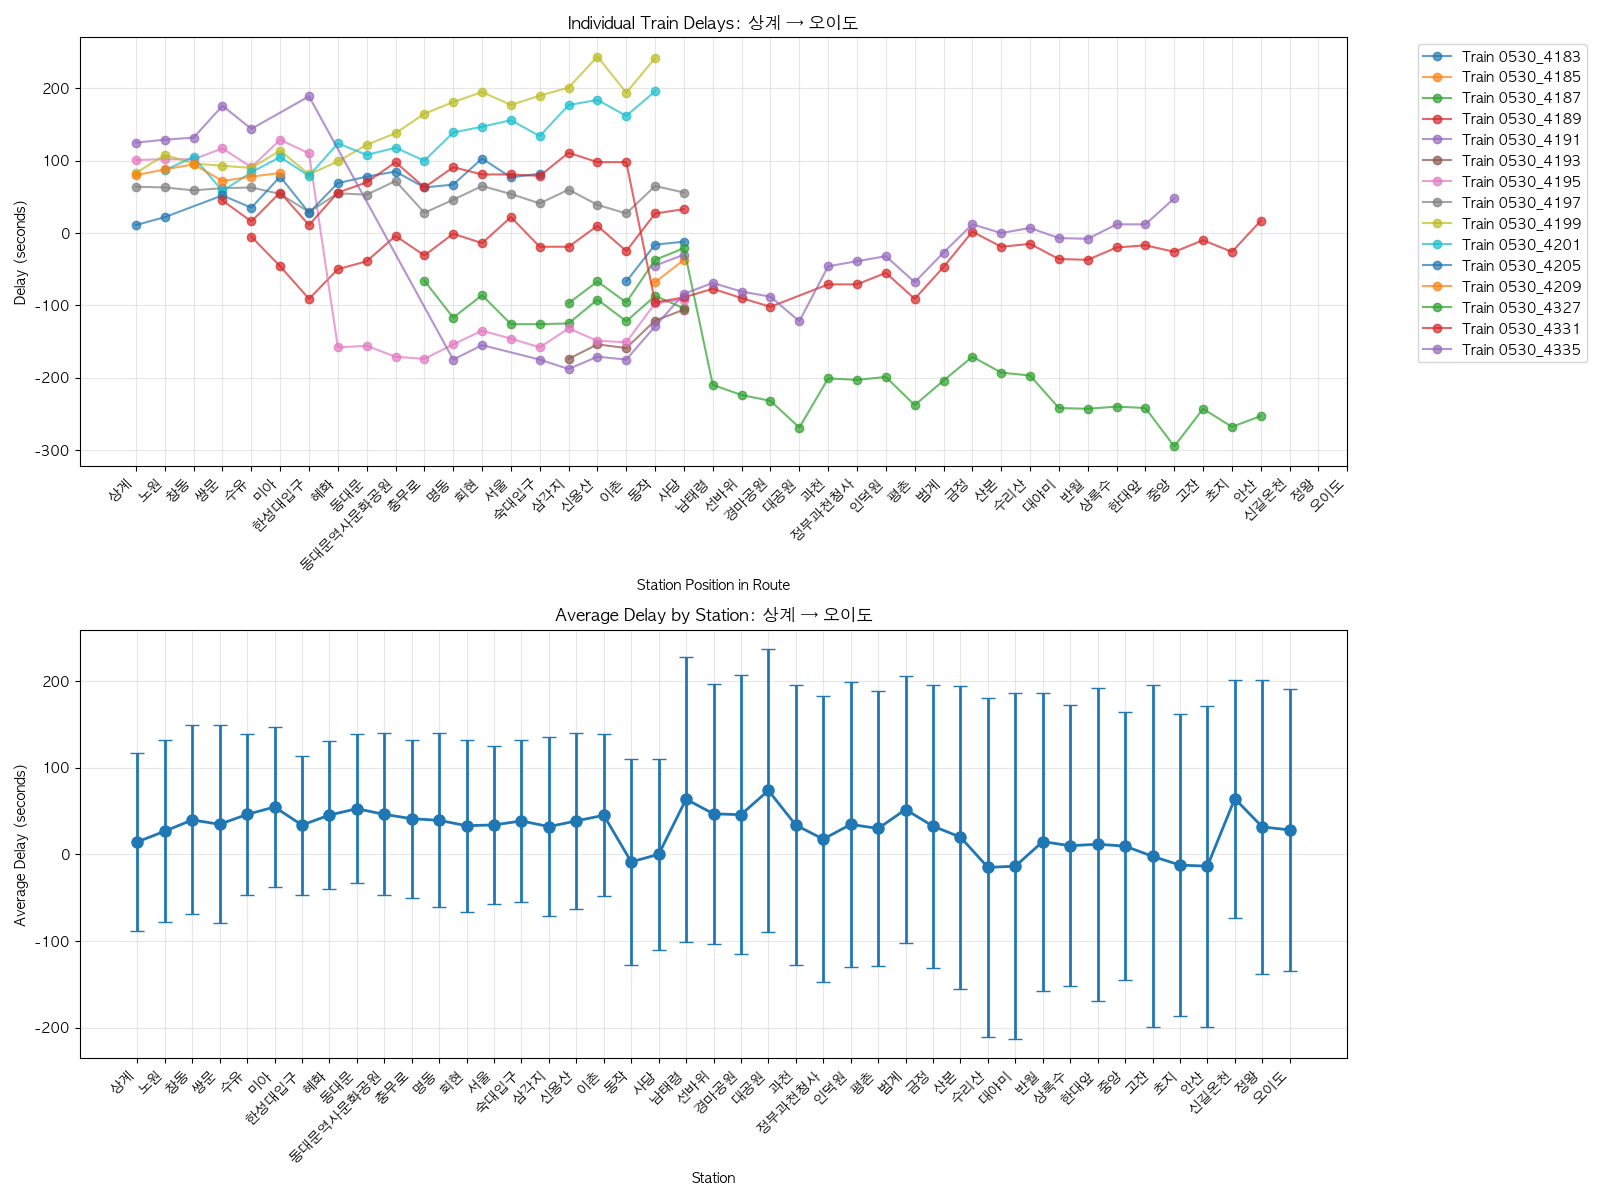 Individual Train Delays: 상계 → 오이도
Delay (seconds)
200
100
0
-100
-200
-300
상계
노원
창동
쌍문
수유
미아
한성대입구
혜화
동대문
동대문역사문화공원
충무로
명동
회현
서울
숙대입구
삼각지
신용산
이촌
동작
사당
남태령
선바위
경마공원
대공원
과천
정부과천청사
인덕원
평촌
범계
금정
산본
수리산
대야미
반월
상록수
한대앞
중앙
고잔
초지
안산
신길온천
정왕
오이도
Station Position in Route
Train 0530_4183
Train 0530_4185
Train 0530_4187
Train 0530_4189
Train 0530_4191
Train 0530_4193
Train 0530_4195
Train 0530_4197
Train 0530_4199
Train 0530_4201
Train 0530_4205
Train 0530_4209
Train 0530_4327
Train 0530_4331
Train 0530_4335
Average Delay by Station: 상계 → 오이도
Average Delay (seconds)
200
100
0
-100
-200
상계
노원
창동
쌍문
수유
미아
한성대입구
혜화
동대문
동대문역사문화공원
충무로
명동
회현
서울
숙대입구
삼각지
신용산
이촌
동작
사당
남태령
선바위
경마공원
대공원
과천
정부과천청사
인덕원
평촌
범계
금정
산본
수리산
대야미
반월
상록수
한대앞
중앙
고잔
초지
안산
신길온천
정왕
오이도
Station